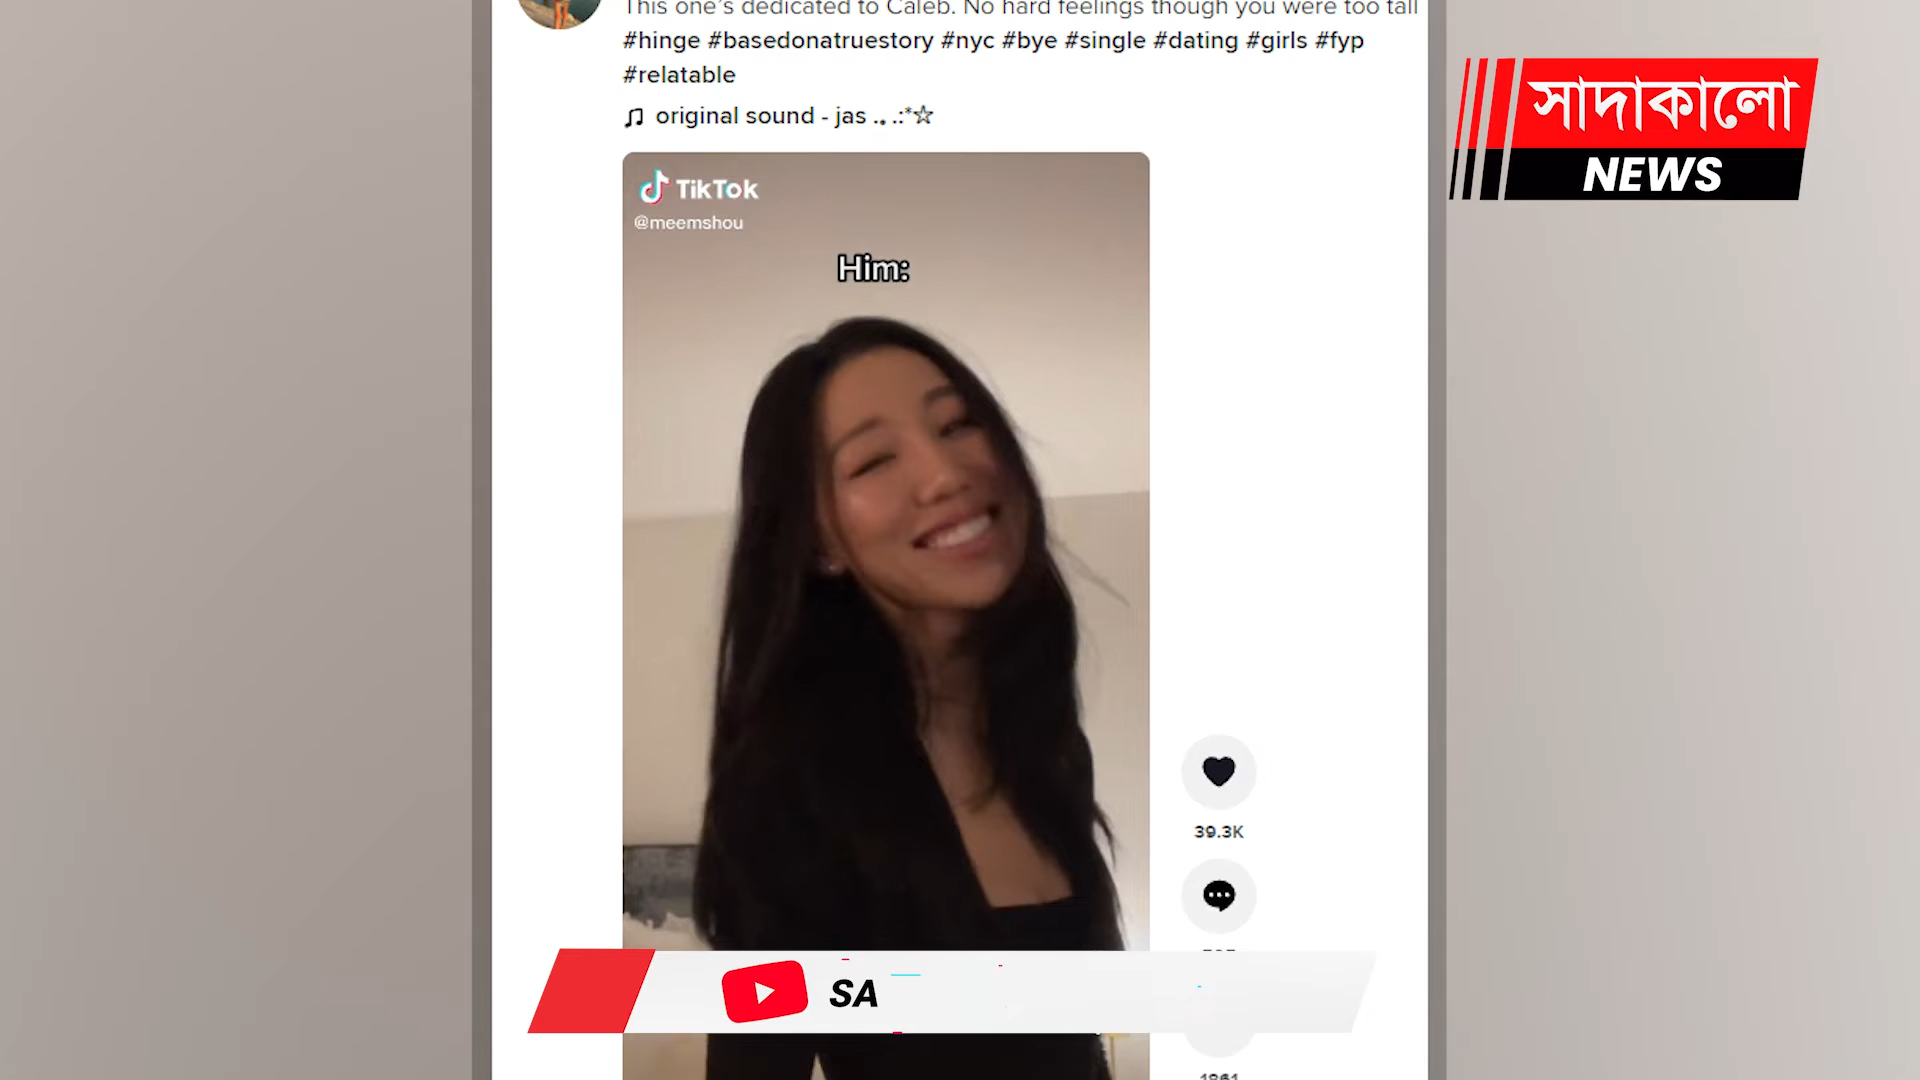 This one's dedicated to Caleb. No hard feelings though you were too tall
#hinge #basedonatruestory #nyc #bye #single #dating #girls #fyp
#relatable
original sound - jas .｡.:*☆
সাদাকালো
NEWS
TikTok
@meemshou
Him:
39.3K
SA